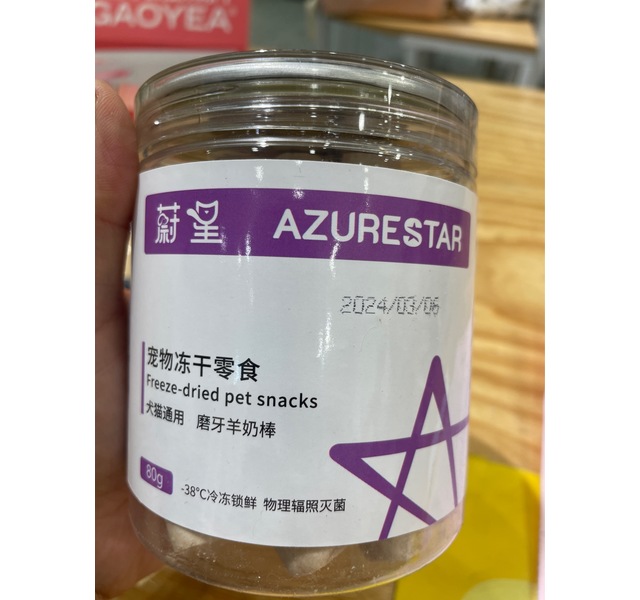 GAOYEA
蔚星 AZURESTAR
2024/03/06
宠物冻干零食
Freeze-dried pet snacks
犬猫通用 磨牙羊奶棒
80g
-38°C冷冻锁鲜 物理辐照灭菌